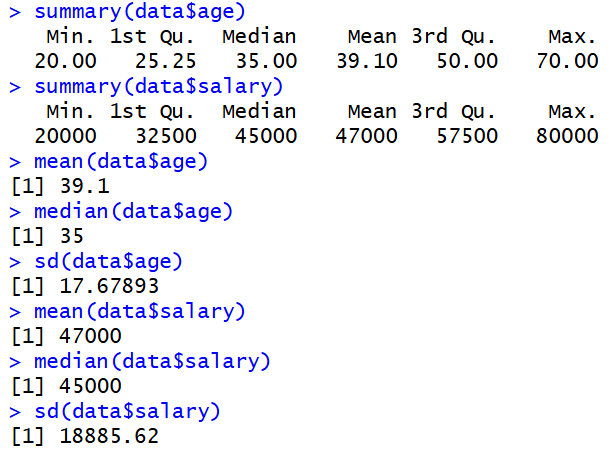 > summary(data$age)
   Min. 1st Qu.  Median    Mean 3rd Qu.    Max.
  20.00   25.25   35.00   39.10   50.00   70.00
> summary(data$salary)
   Min. 1st Qu.  Median    Mean 3rd Qu.    Max.
  20000   32500   45000   47000   57500   80000
> mean(data$age)
[1] 39.1
> median(data$age)
[1] 35
> sd(data$age)
[1] 17.67893
> mean(data$salary)
[1] 47000
> median(data$salary)
[1] 45000
> sd(data$salary)
[1] 18885.62